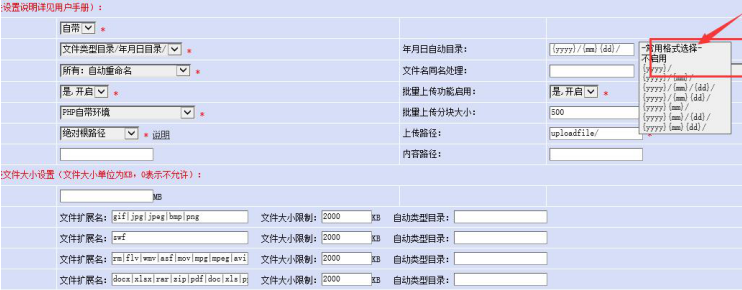 设置说明详见用户手册）：
自带 *
文件类型目录/年月日目录/ * 年月日自动目录： {yyyy}/{mm}{dd}/
所有：自动重命名 * 文件名同名处理：
是,开启 * 批量上传功能启用： 是,开启
PHP自带环境 * 批量上传分块大小： 500
绝对根路径 * 说明 上传路径： uploadfile/ *
内容路径：
-常用格式选择-
不启用
{yyyy}/
{yyyy}/{mm}/
{yyyy}/{mm}/{dd}/
{yyyy}/{mm}{dd}/
{yyyy}{mm}/
{yyyy}{mm}/{dd}/
{yyyy}{mm}{dd}/
文件大小设置（文件大小单位为KB，0表示不允许）：
MB
文件扩展名： gif|jpg|jpeg|bmp|png 文件大小限制： 2000 KB 自动类型目录：
文件扩展名： swf 文件大小限制： 2000 KB 自动类型目录：
文件扩展名： rm|flv|wmv|asf|mov|mpg|mpeg|avi 文件大小限制： 2000 KB 自动类型目录：
文件扩展名： docx|xlsx|rar|zip|pdf|doc|xls|p 文件大小限制： 2000 KB 自动类型目录：